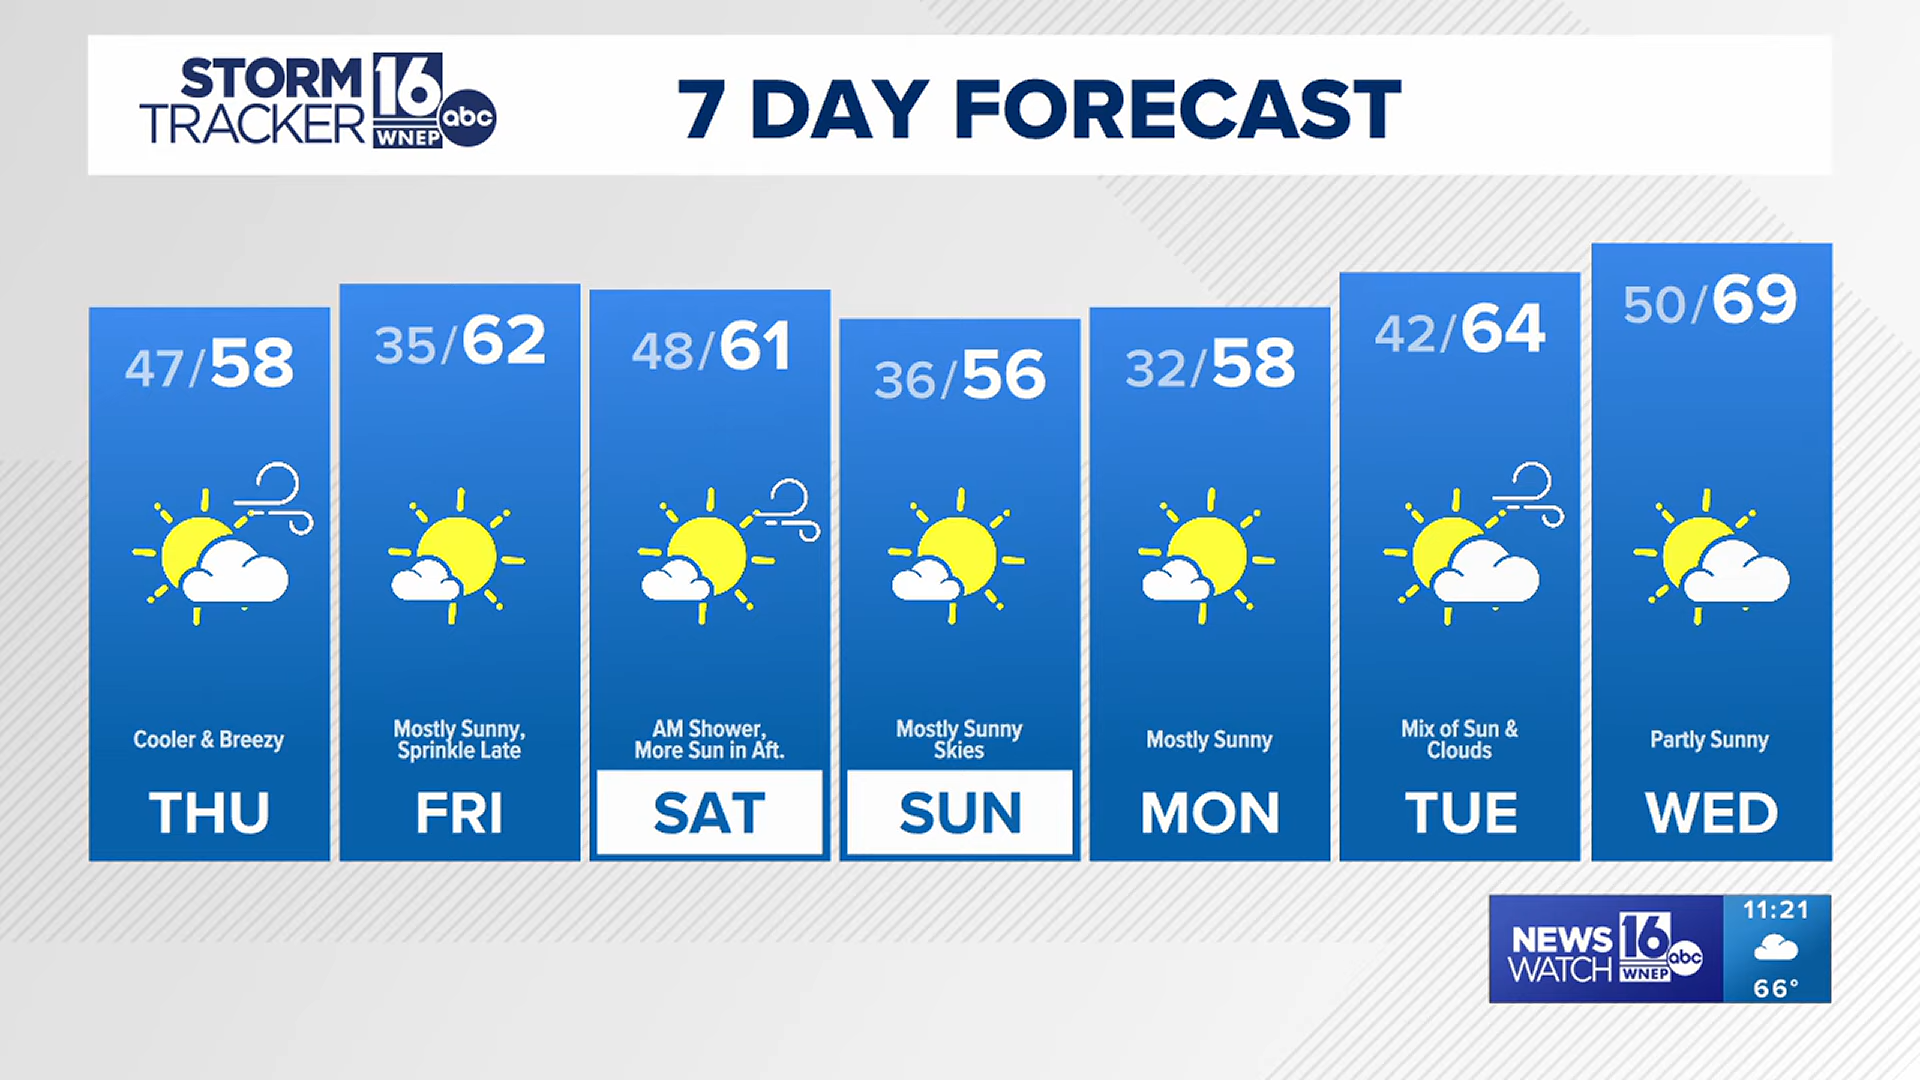 STORM
TRACKER
16
WNEP
abc
7 DAY FORECAST
47/58
Cooler & Breezy
THU
35/62
Mostly Sunny,
Sprinkle Late
FRI
48/61
AM Shower,
More Sun in Aft.
SAT
36/56
Mostly Sunny
Skies
SUN
32/58
Mostly Sunny
MON
42/64
Mix of Sun &
Clouds
TUE
50/69
Partly Sunny
WED
NEWS
WATCH
16
WNEP
abc
11:21
66°